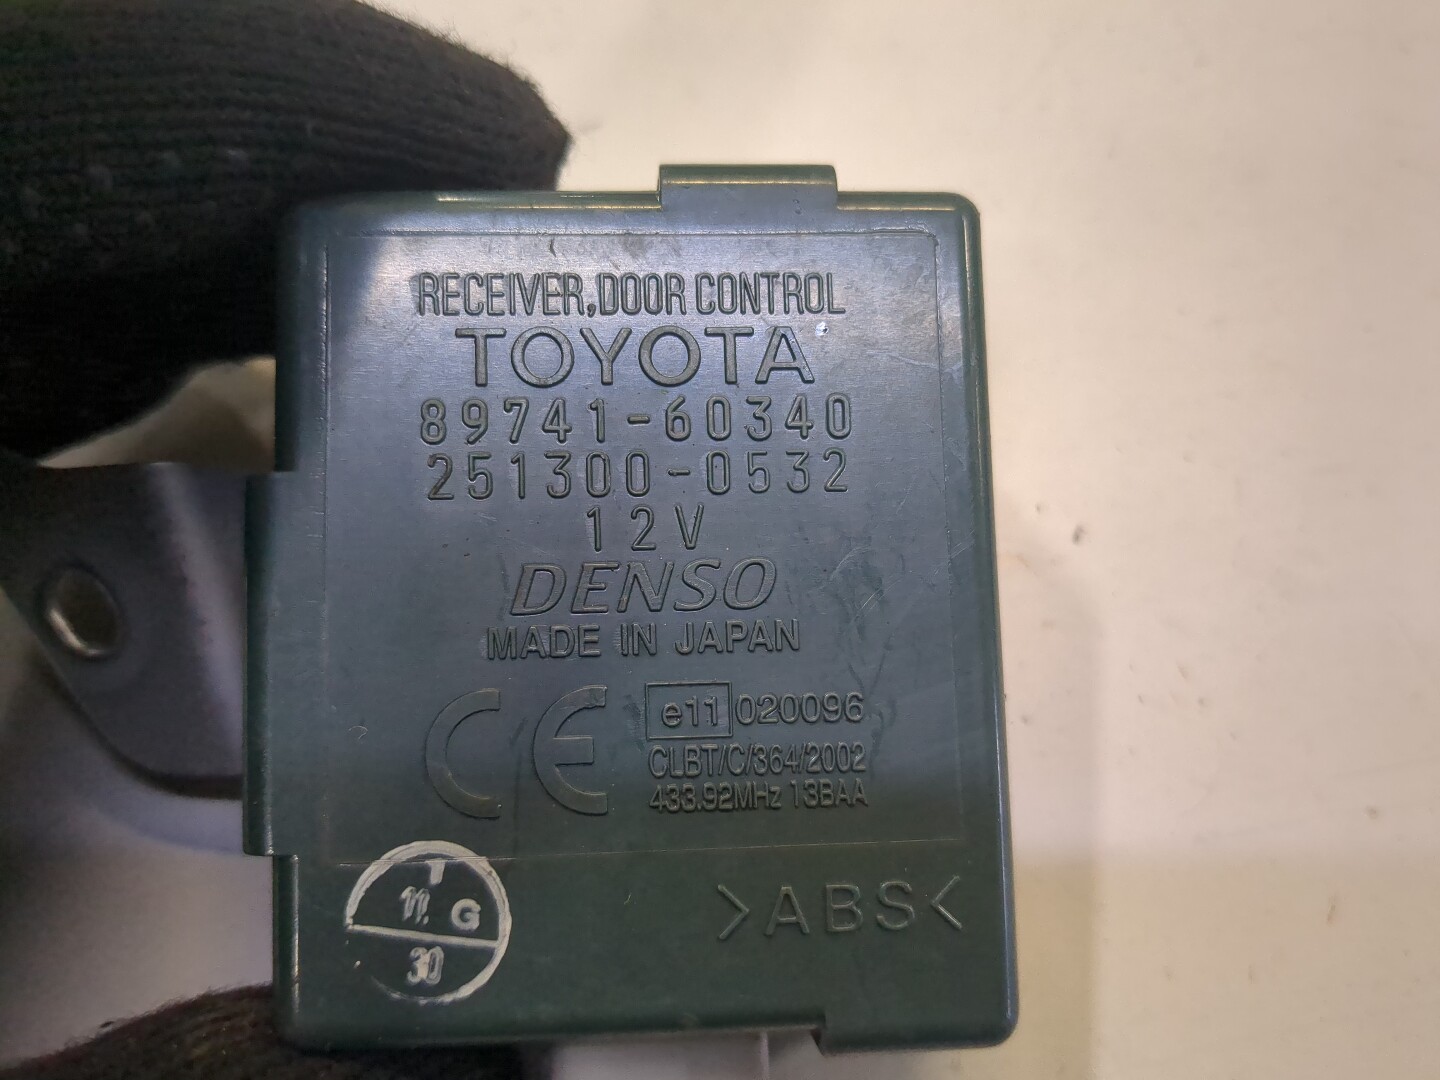 RECEIVER,DOOR CONTROL
TOYOTA
89741-60340
251300-0532
12V
DENSO
MADE IN JAPAN
CE
e11 020096
CLBT/C/364/2002
433.92MHz 13BAA
T
11. G
30
>ABS<